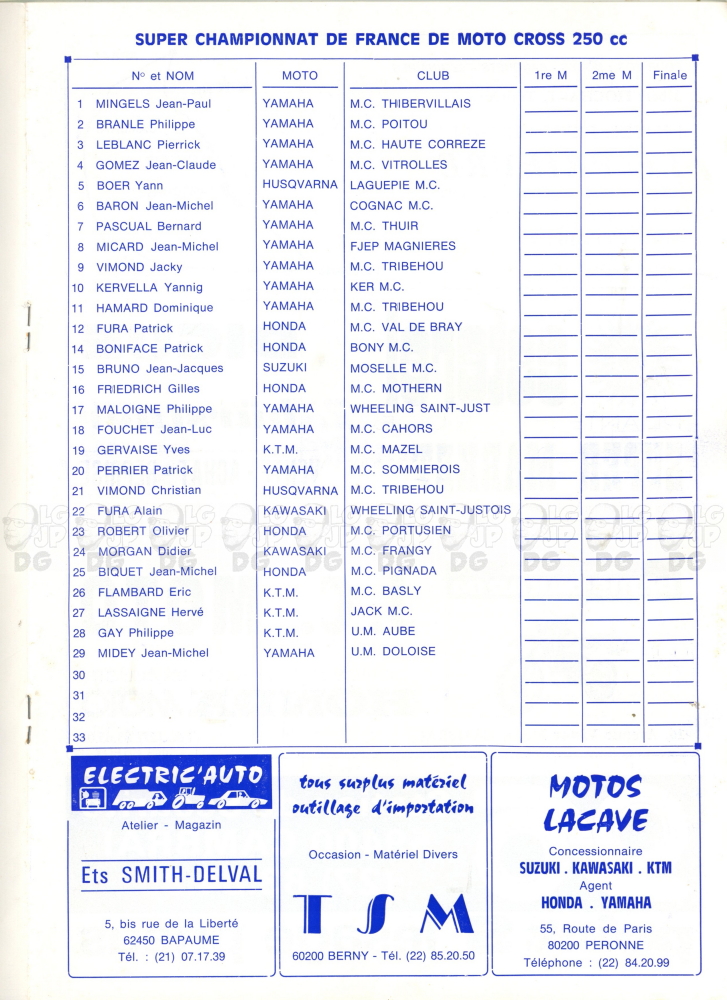 SUPER CHAMPIONNAT DE FRANCE DE MOTO CROSS 250 cc
N° et NOM MOTO CLUB 1re M 2me M Finale
1 MINGELS Jean-Paul YAMAHA M.C. THIBERVILLAIS
2 BRANLE Philippe YAMAHA M.C. POITOU
3 LEBLANC Pierrick YAMAHA M.C. HAUTE CORREZE
4 GOMEZ Jean-Claude YAMAHA M.C. VITROLLES
5 BOER Yann HUSQVARNA LAGUEPIE M.C.
6 BARON Jean-Michel YAMAHA COGNAC M.C.
7 PASCUAL Bernard YAMAHA M.C. THUIR
8 MICARD Jean-Michel YAMAHA FJEP MAGNIERES
9 VIMOND Jacky YAMAHA M.C. TRIBEHOU
10 KERVELLA Yannig YAMAHA KER M.C.
11 HAMARD Dominique YAMAHA M.C. TRIBEHOU
12 FURA Patrick HONDA M.C. VAL DE BRAY
14 BONIFACE Patrick HONDA BONY M.C.
15 BRUNO Jean-Jacques SUZUKI MOSELLE M.C.
16 FRIEDRICH Gilles HONDA M.C. MOTHERN
17 MALOIGNE Philippe YAMAHA WHEELING SAINT-JUST
18 FOUCHET Jean-Luc YAMAHA M.C. CAHORS
19 GERVAISE Yves K.T.M. M.C. MAZEL
20 PERRIER Patrick YAMAHA M.C. SOMMIEROIS
21 VIMOND Christian HUSQVARNA M.C. TRIBEHOU
22 FURA Alain KAWASAKI WHEELING SAINT-JUSTOIS
23 ROBERT Olivier HONDA M.C. PORTUSIEN
24 MORGAN Didier KAWASAKI M.C. FRANGY
25 BIQUET Jean-Michel HONDA M.C. PIGNADA
26 FLAMBARD Eric K.T.M. M.C. BASLY
27 LASSAIGNE Hervé K.T.M. JACK M.C.
28 GAY Philippe K.T.M. U.M. AUBE
29 MIDEY Jean-Michel YAMAHA U.M. DOLOISE
30
31
32
33
ELECTRIC'AUTO
Atelier - Magasin
Ets SMITH-DELVAL
5, bis rue de la Liberté
62450 BAPAUME
Tél. : (21) 07.17.39
tous surplus matériel
outillage d'importation
Occasion - Matériel Divers
TSM
60200 BERNY - Tél. (22) 85.20.50
MOTOS
LACAVE
Concessionnaire
SUZUKI . KAWASAKI . KTM
Agent
HONDA . YAMAHA
55, Route de Paris
80200 PERONNE
Téléphone : (22) 84.20.99